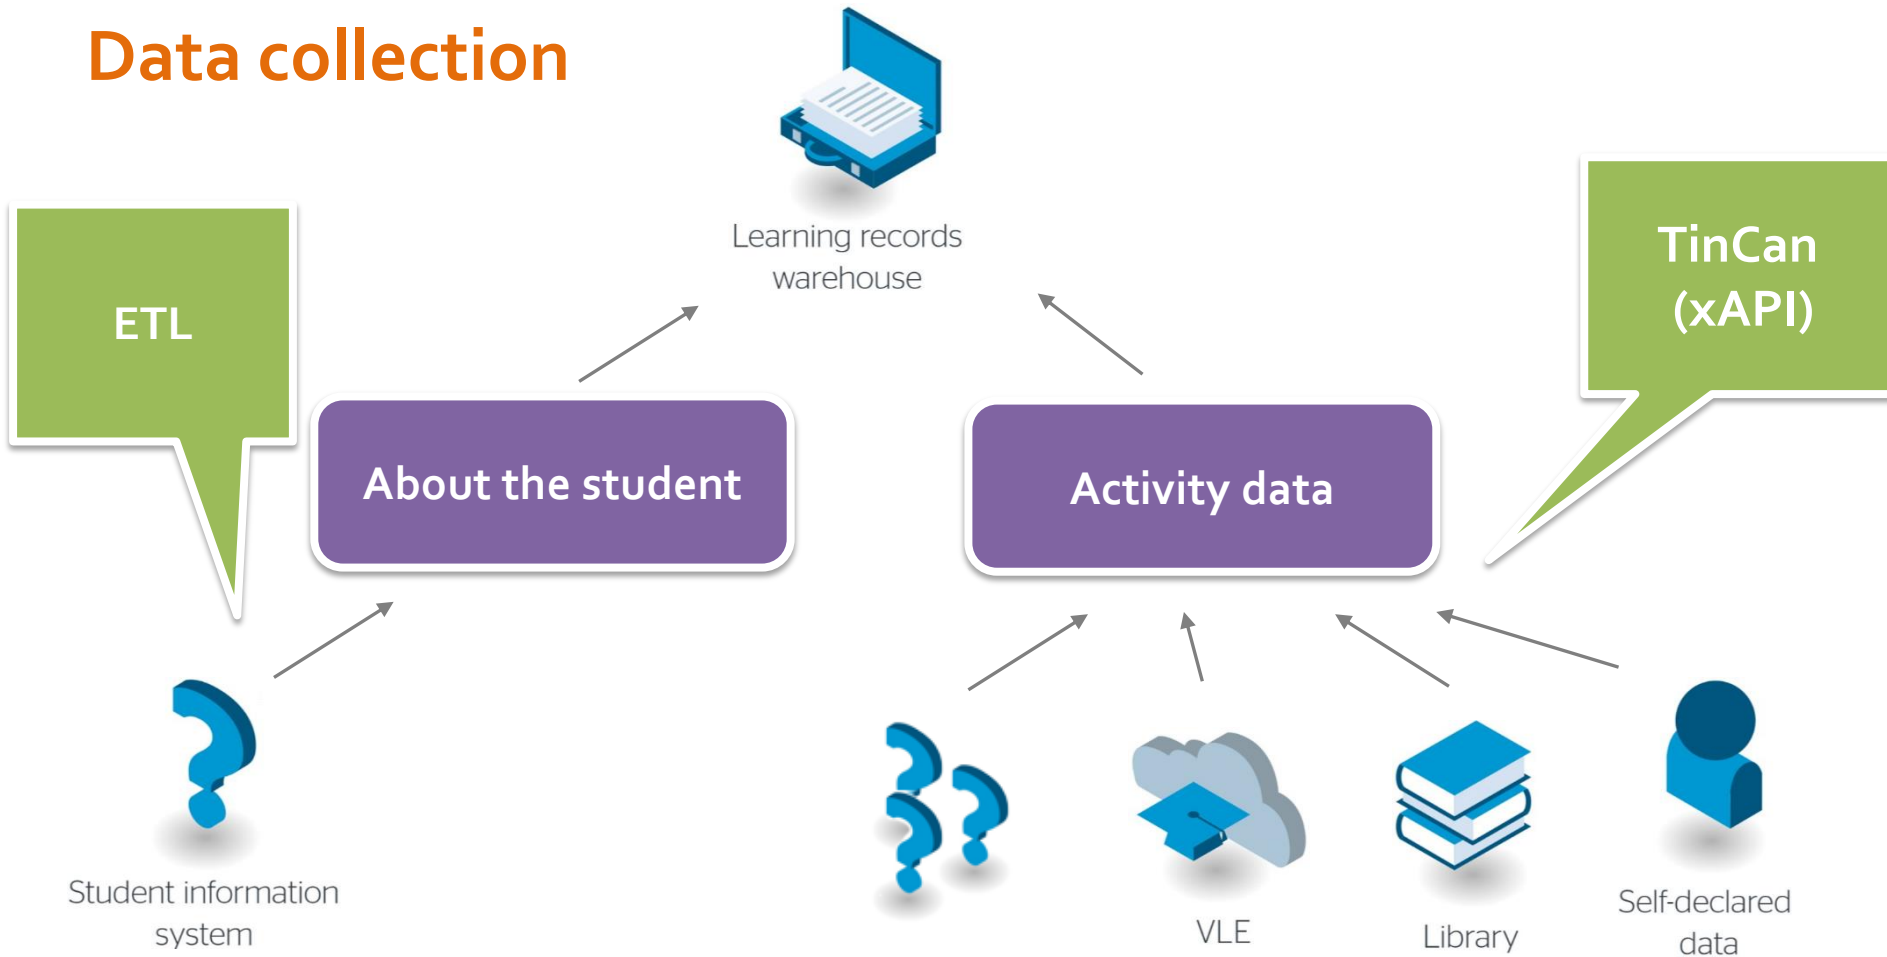 Data collection
Learning records
warehouse
ETL
TinCan
(xAPI)
About the student
Activity data
Student information
system
VLE
Library
Self-declared
data